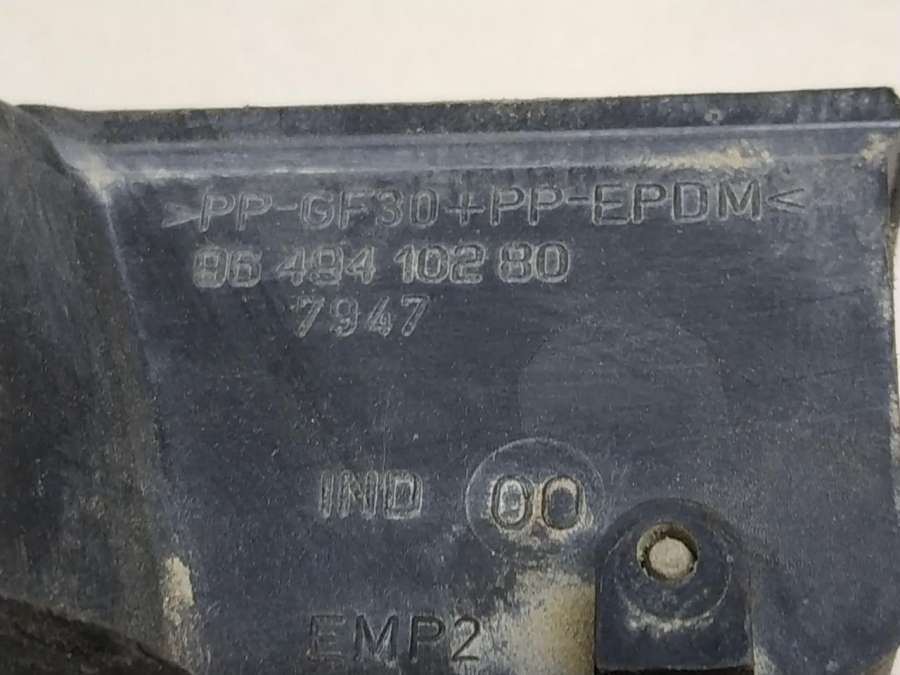 >PP-GF30+PP-EPDM<
96 494 102 80
7947
IND 00
EMP2